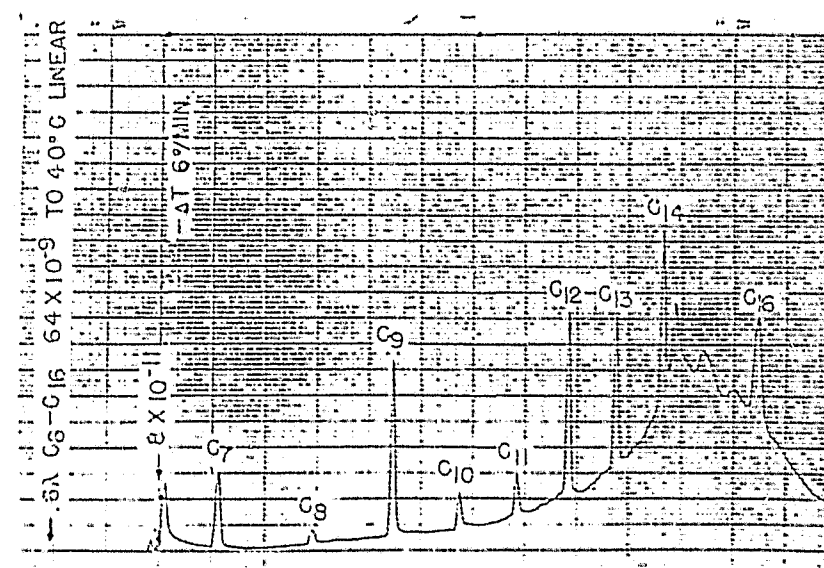 .6λ C6–C16 64 X 10-9 TO 40°C LINEAR
8 X 10-11
ΔT 6°/MIN.
C7
C8
C9
C10
C11
C12–C13
C14
C16